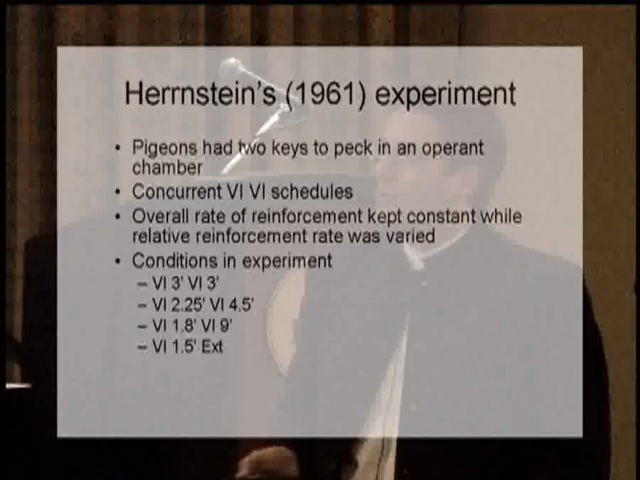 Herrnstein's (1961) experiment
• Pigeons had two keys to peck in an operant
chamber
• Concurrent VI VI schedules
• Overall rate of reinforcement kept constant while
relative reinforcement rate was varied
• Conditions in experiment
– VI 3' VI 3'
– VI 2.25' VI 4.5'
– VI 1.8' VI 9'
– VI 1.5' Ext